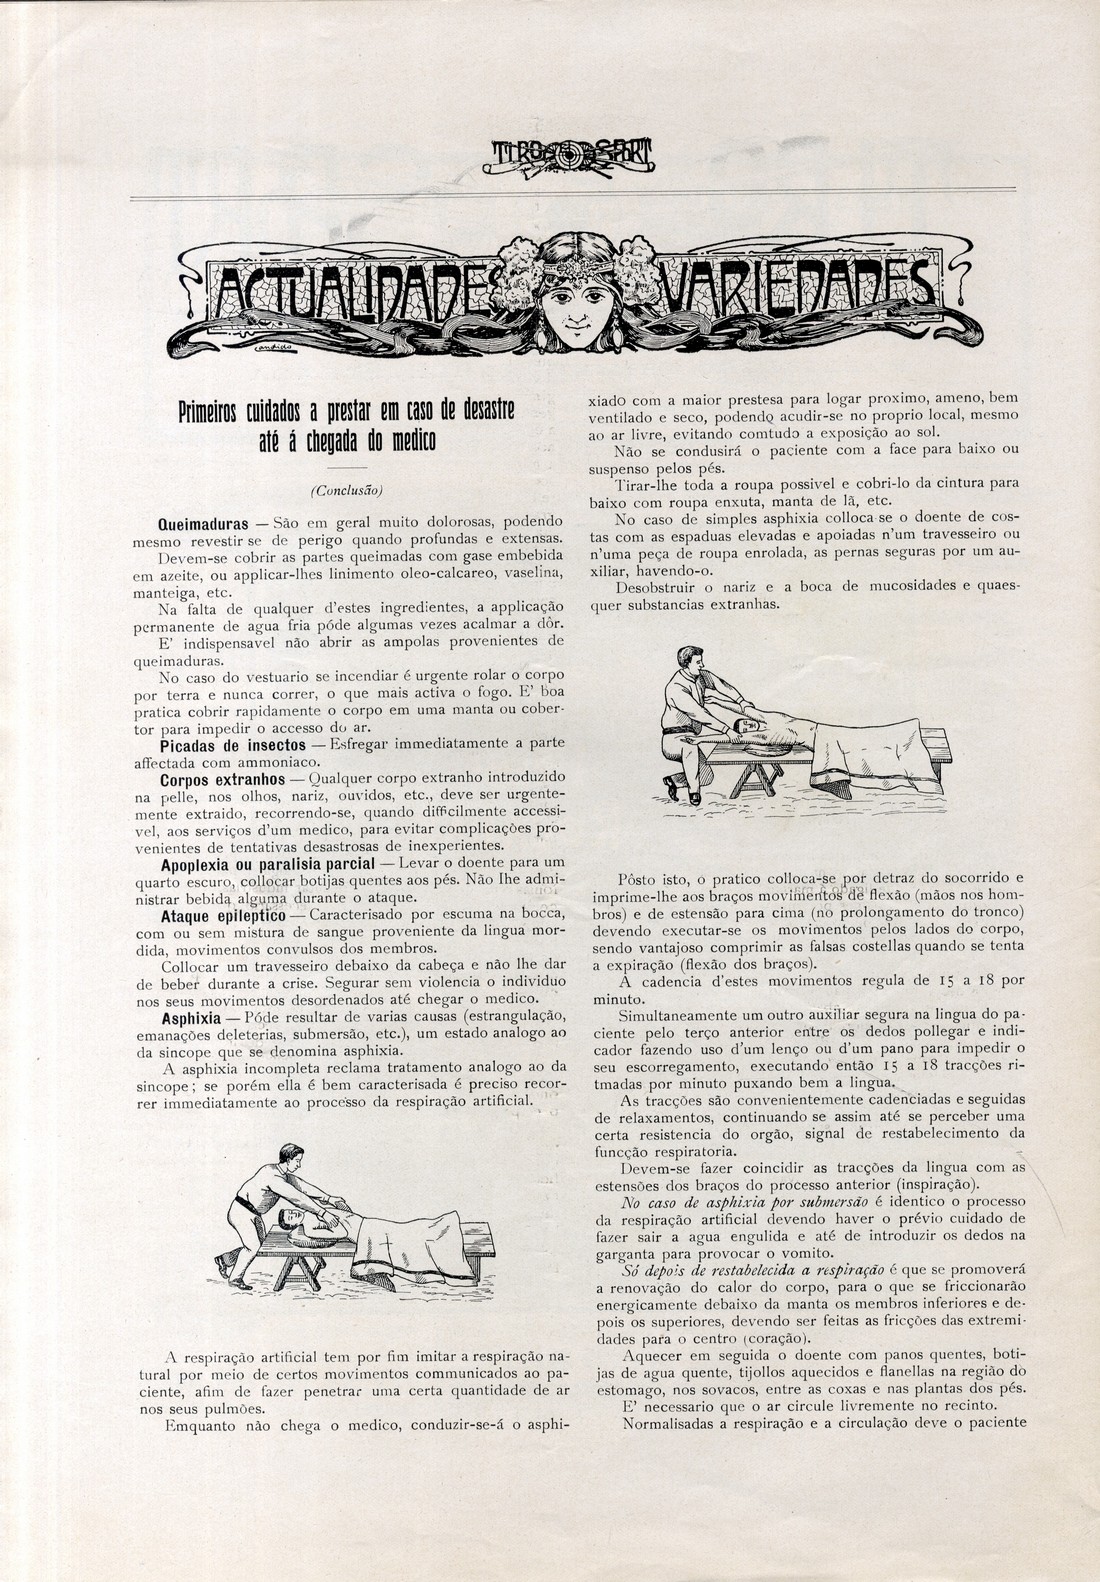 TIRO E SPORT
ACTUALIDADES VARIEDADES
Candido
Primeiros cuidados a prestar em caso de desastre
até á chegada do medico
(Conclusão)
Queimaduras — São em geral muito dolorosas, podendo
mesmo revestir se de perigo quando profundas e extensas.
Devem-se cobrir as partes queimadas com gase embebida
em azeite, ou applicar-lhes linimento oleo-calcareo, vaselina,
manteiga, etc.
Na falta de qualquer d'estes ingredientes, a applicação
permanente de agua fria póde algumas vezes acalmar a dôr.
E' indispensavel não abrir as ampolas provenientes de
queimaduras.
No caso do vestuario se incendiar é urgente rolar o corpo
por terra e nunca correr, o que mais activa o fogo. E' boa
pratica cobrir rapidamente o corpo em uma manta ou cober-
tor para impedir o accesso do ar.
Picadas de insectos — Esfregar immediatamente a parte
affectada com ammoniaco.
Corpos extranhos — Qualquer corpo extranho introduzido
na pelle, nos olhos, nariz, ouvidos, etc., deve ser urgente-
mente extraido, recorrendo-se, quando difficilmente accessi-
vel, aos serviços d'um medico, para evitar complicações pro-
venientes de tentativas desastrosas de inexperientes.
Apoplexia ou paralisia parcial — Levar o doente para um
quarto escuro, collocar botijas quentes aos pés. Não lhe admi-
nistrar bebida alguma durante o ataque.
Ataque epileptico — Caracterisado por escuma na bocca,
com ou sem mistura de sangue proveniente da lingua mor-
dida, movimentos convulsos dos membros.
Collocar um travesseiro debaixo da cabeça e não lhe dar
de beber durante a crise. Segurar sem violencia o individuo
nos seus movimentos desordenados até chegar o medico.
Asphixia — Póde resultar de varias causas (estrangulação,
emanações deleterias, submersão, etc.), um estado analogo ao
da sincope que se denomina asphixia.
A asphixia incompleta reclama tratamento analogo ao da
sincope; se porém ella é bem caracterisada é preciso recor-
rer immediatamente ao processo da respiração artificial.
A respiração artificial tem por fim imitar a respiração na-
tural por meio de certos movimentos communicados ao pa-
ciente, afim de fazer penetrar uma certa quantidade de ar
nos seus pulmões.
Emquanto não chega o medico, conduzir-se-á o asphi-
xiado com a maior prestesa para logar proximo, ameno, bem
ventilado e seco, podendo acudir-se no proprio local, mesmo
ao ar livre, evitando comtudo a exposição ao sol.
Não se condusirá o paciente com a face para baixo ou
suspenso pelos pés.
Tirar-lhe toda a roupa possivel e cobri-lo da cintura para
baixo com roupa enxuta, manta de lã, etc.
No caso de simples asphixia colloca se o doente de cos-
tas com as espaduas elevadas e apoiadas n'um travesseiro ou
n'uma peça de roupa enrolada, as pernas seguras por um au-
xiliar, havendo-o.
Desobstruir o nariz e a boca de mucosidades e quaes-
quer substancias extranhas.
Pôsto isto, o pratico colloca-se por detraz do socorrido e
imprime-lhe aos braços movimentos de flexão (mãos nos hom-
bros) e de estensão para cima (no prolongamento do tronco)
devendo executar-se os movimentos pelos lados do corpo,
sendo vantajoso comprimir as falsas costellas quando se tenta
a expiração (flexão dos braços).
A cadencia d'estes movimentos regula de 15 a 18 por
minuto.
Simultaneamente um outro auxiliar segura na lingua do pa-
ciente pelo terço anterior entre os dedos pollegar e indi-
cador fazendo uso d'um lenço ou d'um pano para impedir o
seu escorregamento, executando então 15 a 18 tracções ri-
tmadas por minuto puxando bem a lingua.
As tracções são convenientemente cadenciadas e seguidas
de relaxamentos, continuando se assim até se perceber uma
certa resistencia do orgão, signal de restabelecimento da
funcção respiratoria.
Devem-se fazer coincidir as tracções da lingua com as
estensões dos braços do processo anterior (inspiração).
No caso de asphixia por submersão é identico o processo
da respiração artificial devendo haver o prévio cuidado de
fazer sair a agua engulida e até de introduzir os dedos na
garganta para provocar o vomito.
Só depois de restabelecida a respiração é que se promoverá
a renovação do calor do corpo, para o que se friccionarão
energicamente debaixo da manta os membros inferiores e de-
pois os superiores, devendo ser feitas as fricções das extremi-
dades para o centro (coração).
Aquecer em seguida o doente com panos quentes, boti-
jas de agua quente, tijollos aquecidos e flanellas na região do
estomago, nos sovacos, entre as coxas e nas plantas dos pés.
E' necessario que o ar circule livremente no recinto.
Normalisadas a respiração e a circulação deve o paciente